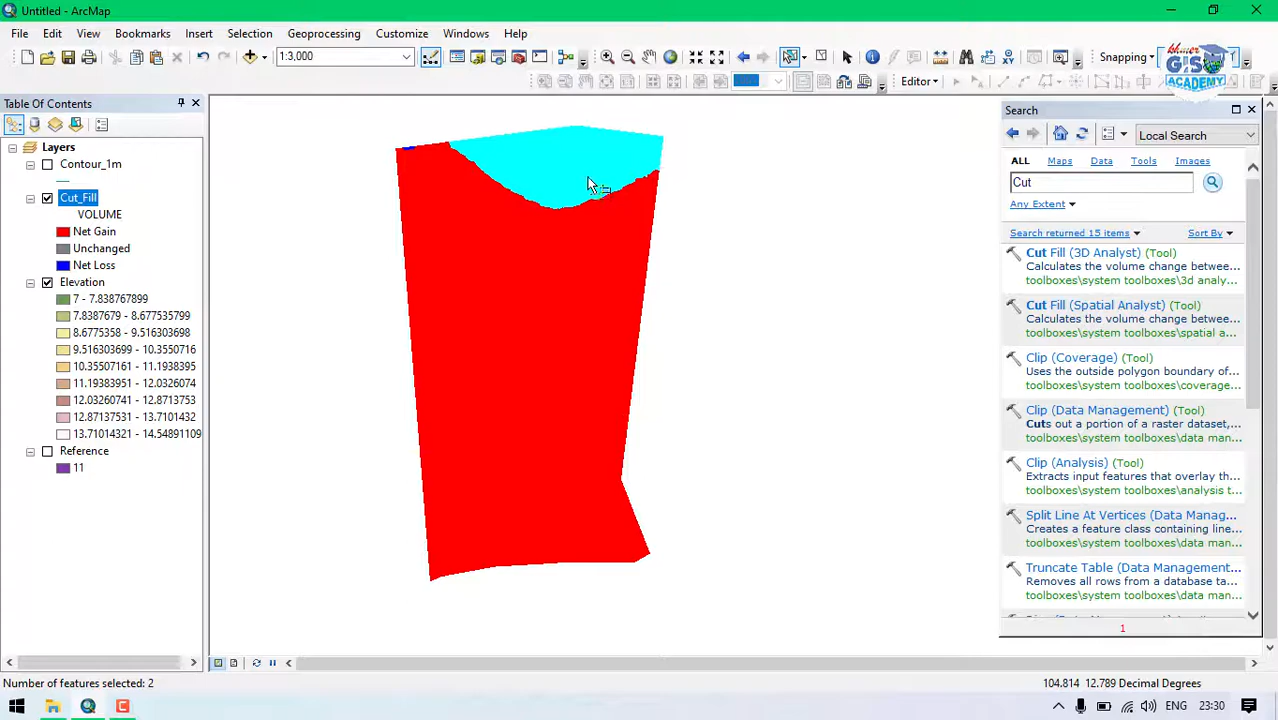 Untitled - ArcMap
File Edit View Bookmarks Insert Selection Geoprocessing Customize Windows Help
1:3,000
Snapping
Editor
khmer
GIS
ACADEMY
Table Of Contents
Layers
Contour_1m
Cut_Fill
VOLUME
Net Gain
Unchanged
Net Loss
Elevation
7 - 7.838767899
7.8387679 - 8.677535799
8.6775358 - 9.516303698
9.516303699 - 10.3550716
10.35507161 - 11.1938395
11.19383951 - 12.0326074
12.03260741 - 12.8713753
12.87137531 - 13.7101432
13.71014321 - 14.54891109
Reference
11
Search
Local Search
ALL Maps Data Tools Images
Cut
Any Extent
Search returned 15 items Sort By
Cut Fill (3D Analyst) (Tool)
Calculates the volume change betwee...
toolboxes\system toolboxes\3d analy...
Cut Fill (Spatial Analyst) (Tool)
Calculates the volume change betwee...
toolboxes\system toolboxes\spatial a...
Clip (Coverage) (Tool)
Uses the outside polygon boundary of...
toolboxes\system toolboxes\coverage...
Clip (Data Management) (Tool)
Cuts out a portion of a raster dataset,...
toolboxes\system toolboxes\data man...
Clip (Analysis) (Tool)
Extracts input features that overlay th...
toolboxes\system toolboxes\analysis t...
Split Line At Vertices (Data Manag...
Creates a feature class containing line...
toolboxes\system toolboxes\data man...
Truncate Table (Data Management...
Removes all rows from a database ta...
toolboxes\system toolboxes\data man...
1
Number of features selected: 2
104.814 12.789 Decimal Degrees
ENG 23:30